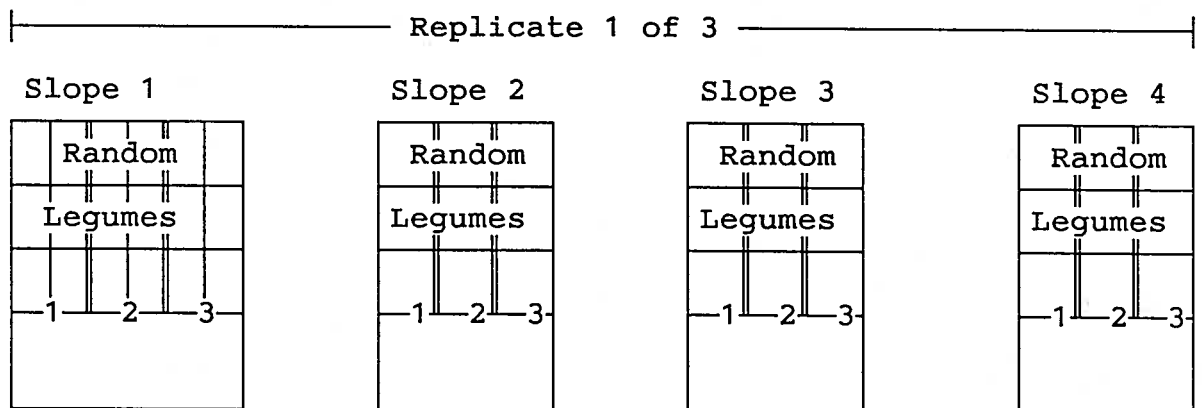 Replicate 1 of 3
Slope 1 Slope 2 Slope 3 Slope 4
Random Random Random Random
Legumes Legumes Legumes Legumes
1 2 3 1 2 3 1 2 3 1 2 3